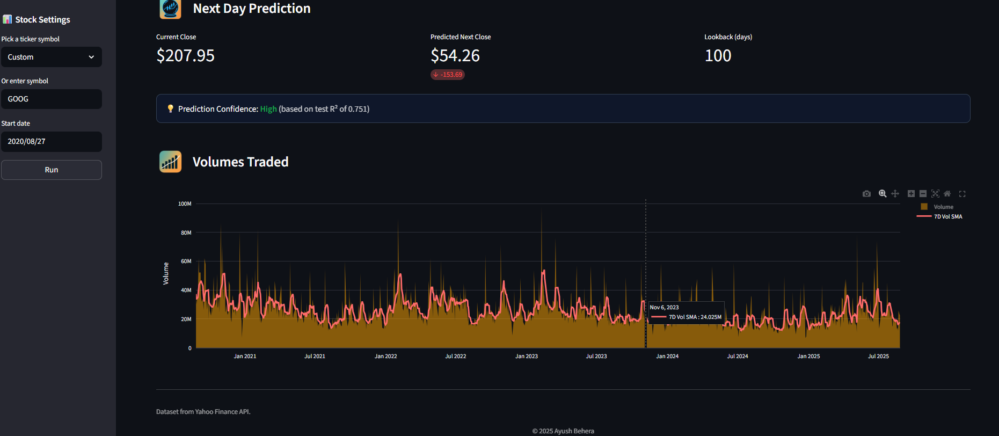 Stock Settings
Pick a ticker symbol
Custom
Or enter symbol
GOOG
Start date
2020/08/27
Run
Next Day Prediction
Current Close
$207.95
Predicted Next Close
$54.26
↓ -153.69
Lookback (days)
100
Prediction Confidence: High (based on test R² of 0.751)
Volumes Traded
Volume
7D Vol SMA
Volume
100M
80M
60M
40M
20M
0
Nov 6, 2023
7D Vol SMA : 24.025M
Jan 2021
Jul 2021
Jan 2022
Jul 2022
Jan 2023
Jul 2023
Jan 2024
Jul 2024
Jan 2025
Jul 2025
Dataset from Yahoo Finance API.
© 2025 Ayush Behera